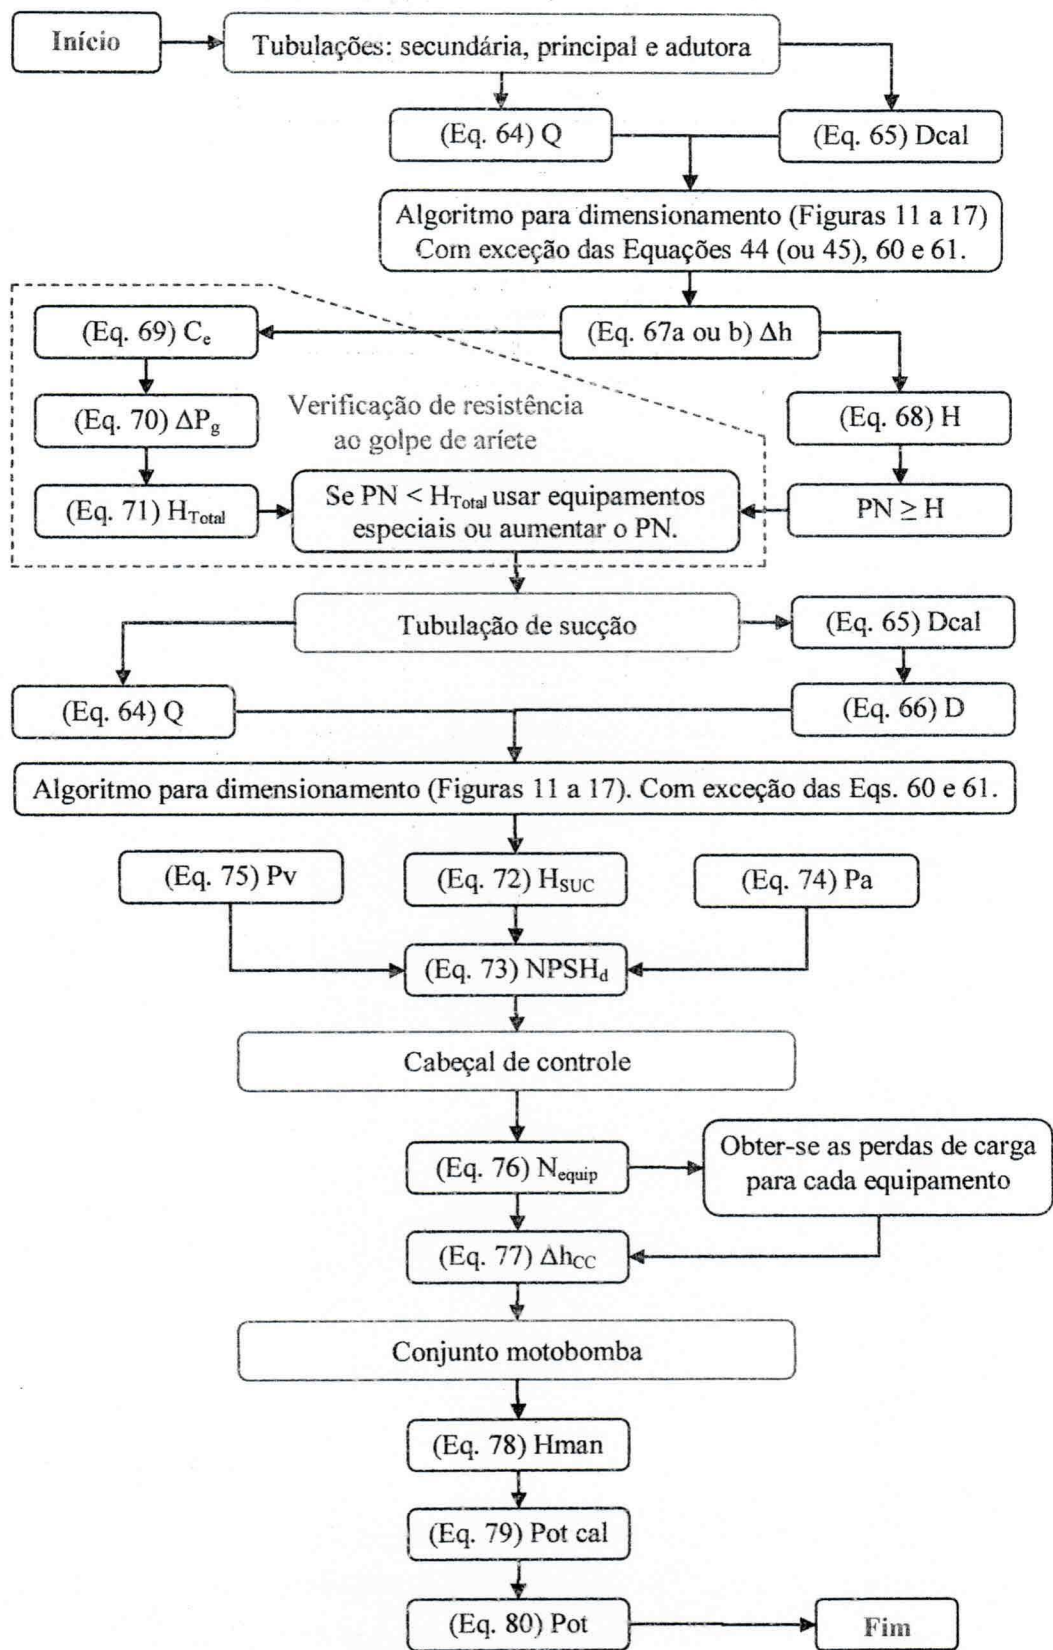 Início
Tubulações: secundária, principal e adutora
(Eq. 64) Q
(Eq. 65) Dcal
Algoritmo para dimensionamento (Figuras 11 a 17)
Com exceção das Equações 44 (ou 45), 60 e 61.
(Eq. 69) Ce
(Eq. 67a ou b) Δh
(Eq. 70) ΔPg
Verificação de resistência
ao golpe de aríete
(Eq. 68) H
(Eq. 71) HTotal
Se PN < HTotal usar equipamentos
especiais ou aumentar o PN.
PN ≥ H
Tubulação de sucção
(Eq. 65) Dcal
(Eq. 64) Q
(Eq. 66) D
Algoritmo para dimensionamento (Figuras 11 a 17). Com exceção das Eqs. 60 e 61.
(Eq. 75) Pv
(Eq. 72) HSUC
(Eq. 74) Pa
(Eq. 73) NPSHd
Cabeçal de controle
(Eq. 76) Nequip
Obter-se as perdas de carga
para cada equipamento
(Eq. 77) ΔhCC
Conjunto motobomba
(Eq. 78) Hman
(Eq. 79) Pot cal
(Eq. 80) Pot
Fim